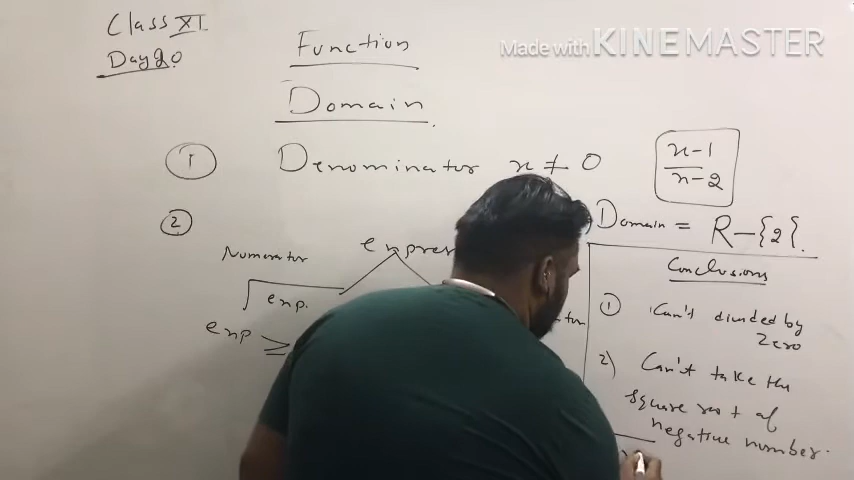 Class XI
Day 20
Function
Made with KINEMASTER
Domain
1 Denominator x ≠ 0
x-1
x-2
2
Domain = R-{2}.
Numerator
exp.
exp ≥
Conclusions
1 Can't divided by
Zero
2) Can't take the
square root of
negative number.